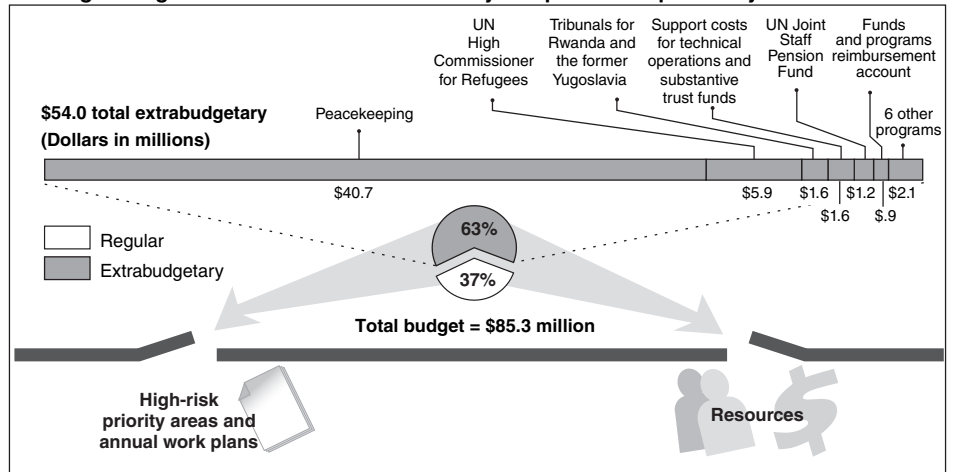 UN
High
Commissioner
for Refugees
Tribunals for
Rwanda and
the former
Yugoslavia
Support costs
for technical
operations and
substantive
trust funds
UN Joint
Staff
Pension
Fund
Funds
and programs
reimbursement
account
$54.0 total extrabudgetary
(Dollars in millions)
Peacekeeping
6 other
programs
$40.7
$5.9
$1.6
$1.6
$1.2
$.9
$2.1
Regular
Extrabudgetary
63%
37%
Total budget = $85.3 million
High-risk
priority areas and
annual work plans
Resources
$